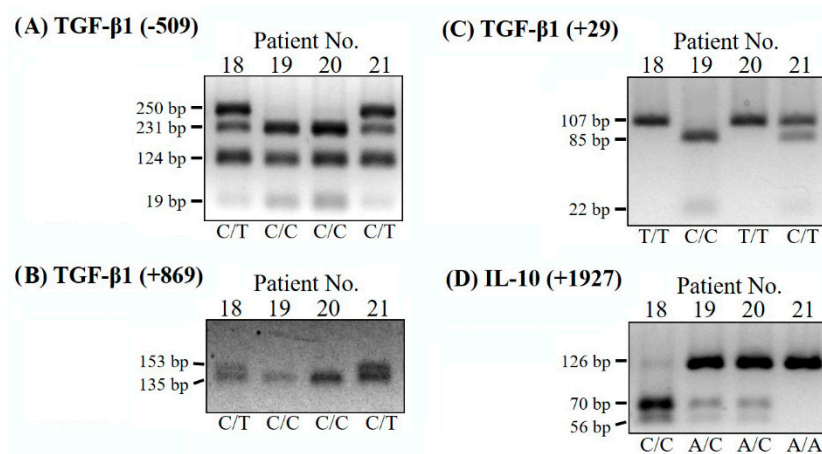 (A) TGF-β1 (-509)
Patient No.
18 19 20 21
250 bp
231 bp
124 bp
19 bp
C/T C/C C/C C/T
(B) TGF-β1 (+869)
Patient No.
18 19 20 21
153 bp
135 bp
C/T C/C C/C C/T
(C) TGF-β1 (+29)
Patient No.
18 19 20 21
107 bp
85 bp
22 bp
T/T C/C T/T C/T
(D) IL-10 (+1927)
Patient No.
18 19 20 21
126 bp
70 bp
56 bp
C/C A/C A/C A/A